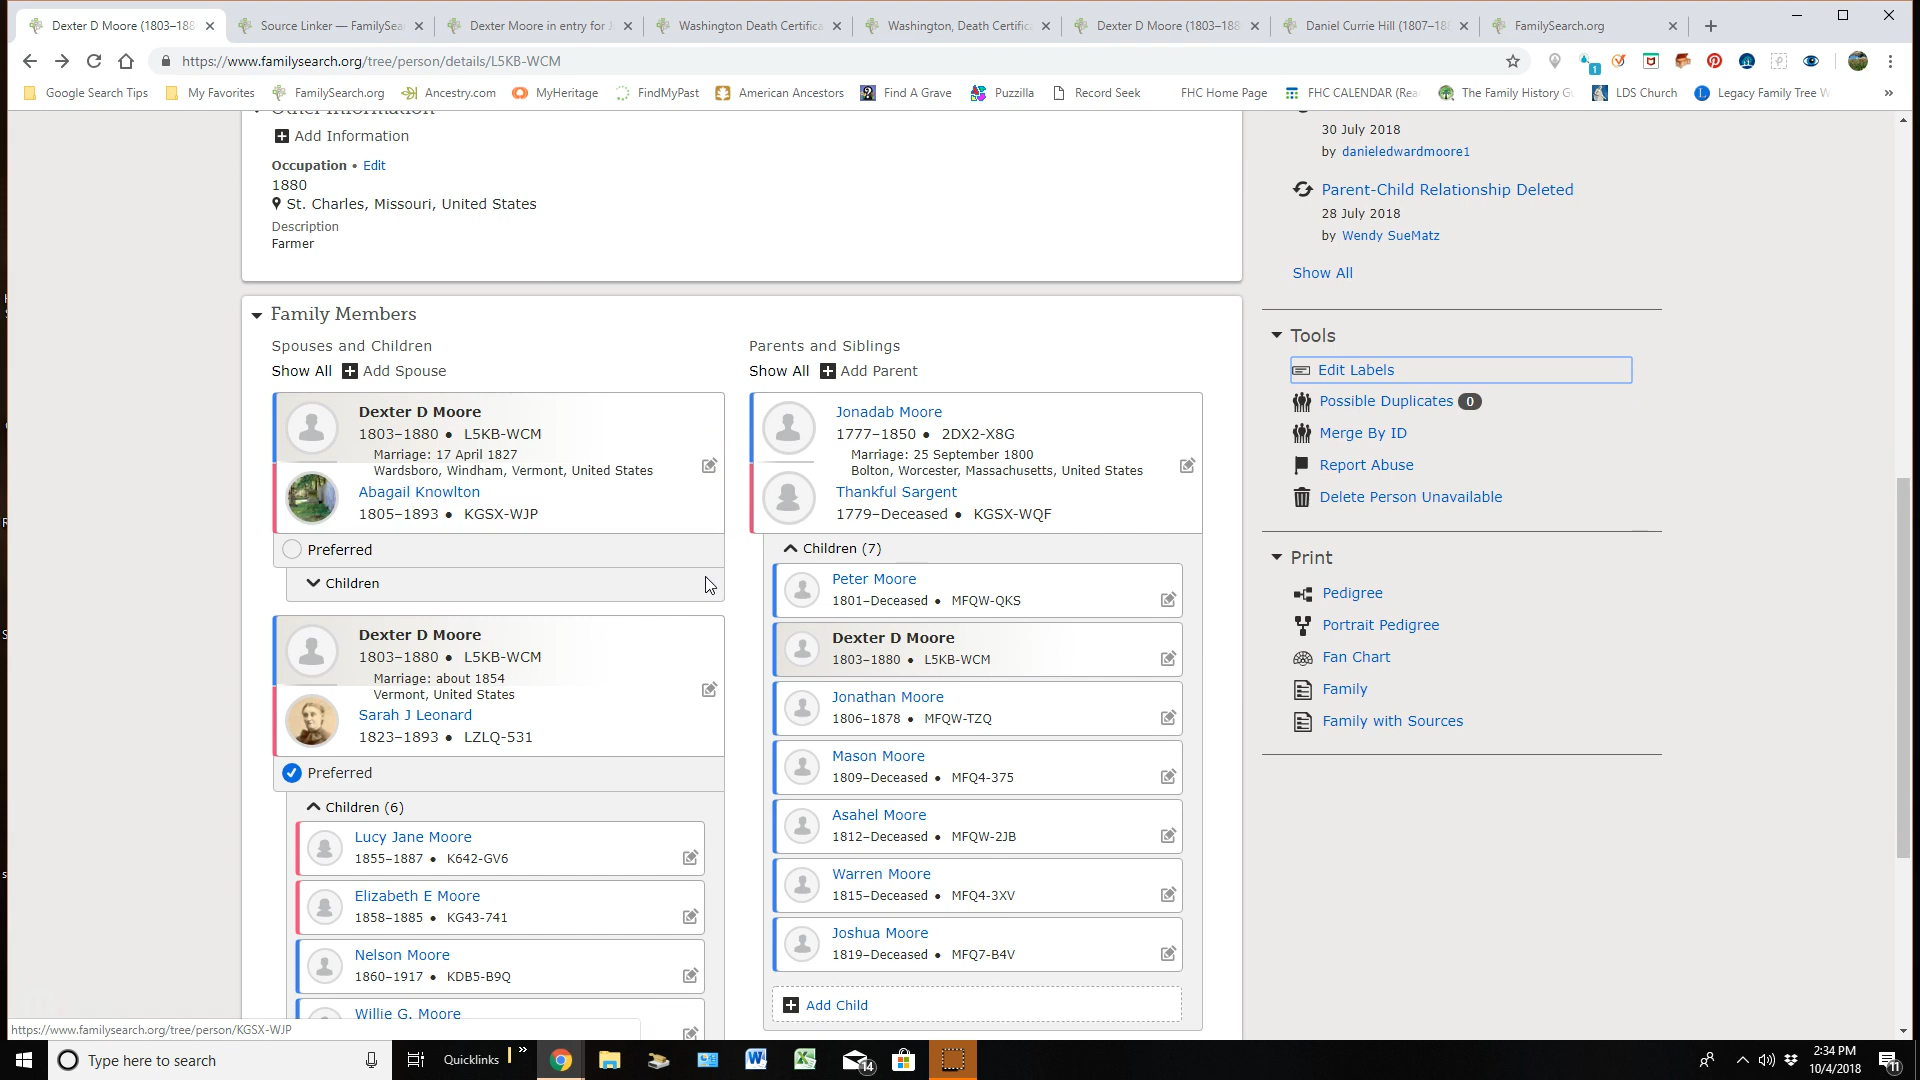 Dexter D Moore (1803–188
Source Linker — FamilySea
Dexter Moore in entry for J
Washington Death Certifica
Washington, Death Certifica
Dexter D Moore (1803–188
Daniel Currie Hill (1807–18
FamilySearch.org
https://www.familysearch.org/tree/person/details/L5KB-WCM
1
Google Search Tips
My Favorites
FamilySearch.org
Ancestry.com
MyHeritage
FindMyPast
American Ancestors
Find A Grave
Puzzilla
Record Seek
FHC Home Page
FHC CALENDAR (Rea
The Family History G
LDS Church
Legacy Family Tree W
»
Other Information
Add Information
Occupation • Edit
1880
St. Charles, Missouri, United States
Description
Farmer
Family Members
Spouses and Children
Show All Add Spouse
Dexter D Moore
1803–1880 • L5KB-WCM
Marriage: 17 April 1827
Wardsboro, Windham, Vermont, United States
Abagail Knowlton
1805–1893 • KGSX-WJP
Preferred
Children
Dexter D Moore
1803–1880 • L5KB-WCM
Marriage: about 1854
Vermont, United States
Sarah J Leonard
1823–1893 • LZLQ-531
Preferred
Children (6)
Lucy Jane Moore
1855–1887 • K642-GV6
Elizabeth E Moore
1858–1885 • KG43-741
Nelson Moore
1860–1917 • KDB5-B9Q
Willie G. Moore
Parents and Siblings
Show All Add Parent
Jonadab Moore
1777–1850 • 2DX2-X8G
Marriage: 25 September 1800
Bolton, Worcester, Massachusetts, United States
Thankful Sargent
1779–Deceased • KGSX-WQF
Children (7)
Peter Moore
1801–Deceased • MFQW-QKS
Dexter D Moore
1803–1880 • L5KB-WCM
Jonathan Moore
1806–1878 • MFQW-TZQ
Mason Moore
1809–Deceased • MFQ4-375
Asahel Moore
1812–Deceased • MFQW-2JB
Warren Moore
1815–Deceased • MFQ4-3XV
Joshua Moore
1819–Deceased • MFQ7-B4V
Add Child
30 July 2018
by danieledwardmoore1
Parent-Child Relationship Deleted
28 July 2018
by Wendy SueMatz
Show All
Tools
Edit Labels
Possible Duplicates 0
Merge By ID
Report Abuse
Delete Person Unavailable
Print
Pedigree
Portrait Pedigree
Fan Chart
Family
Family with Sources
https://www.familysearch.org/tree/person/KGSX-WJP
Type here to search
Quicklinks
»
14
2:34 PM
10/4/2018
11